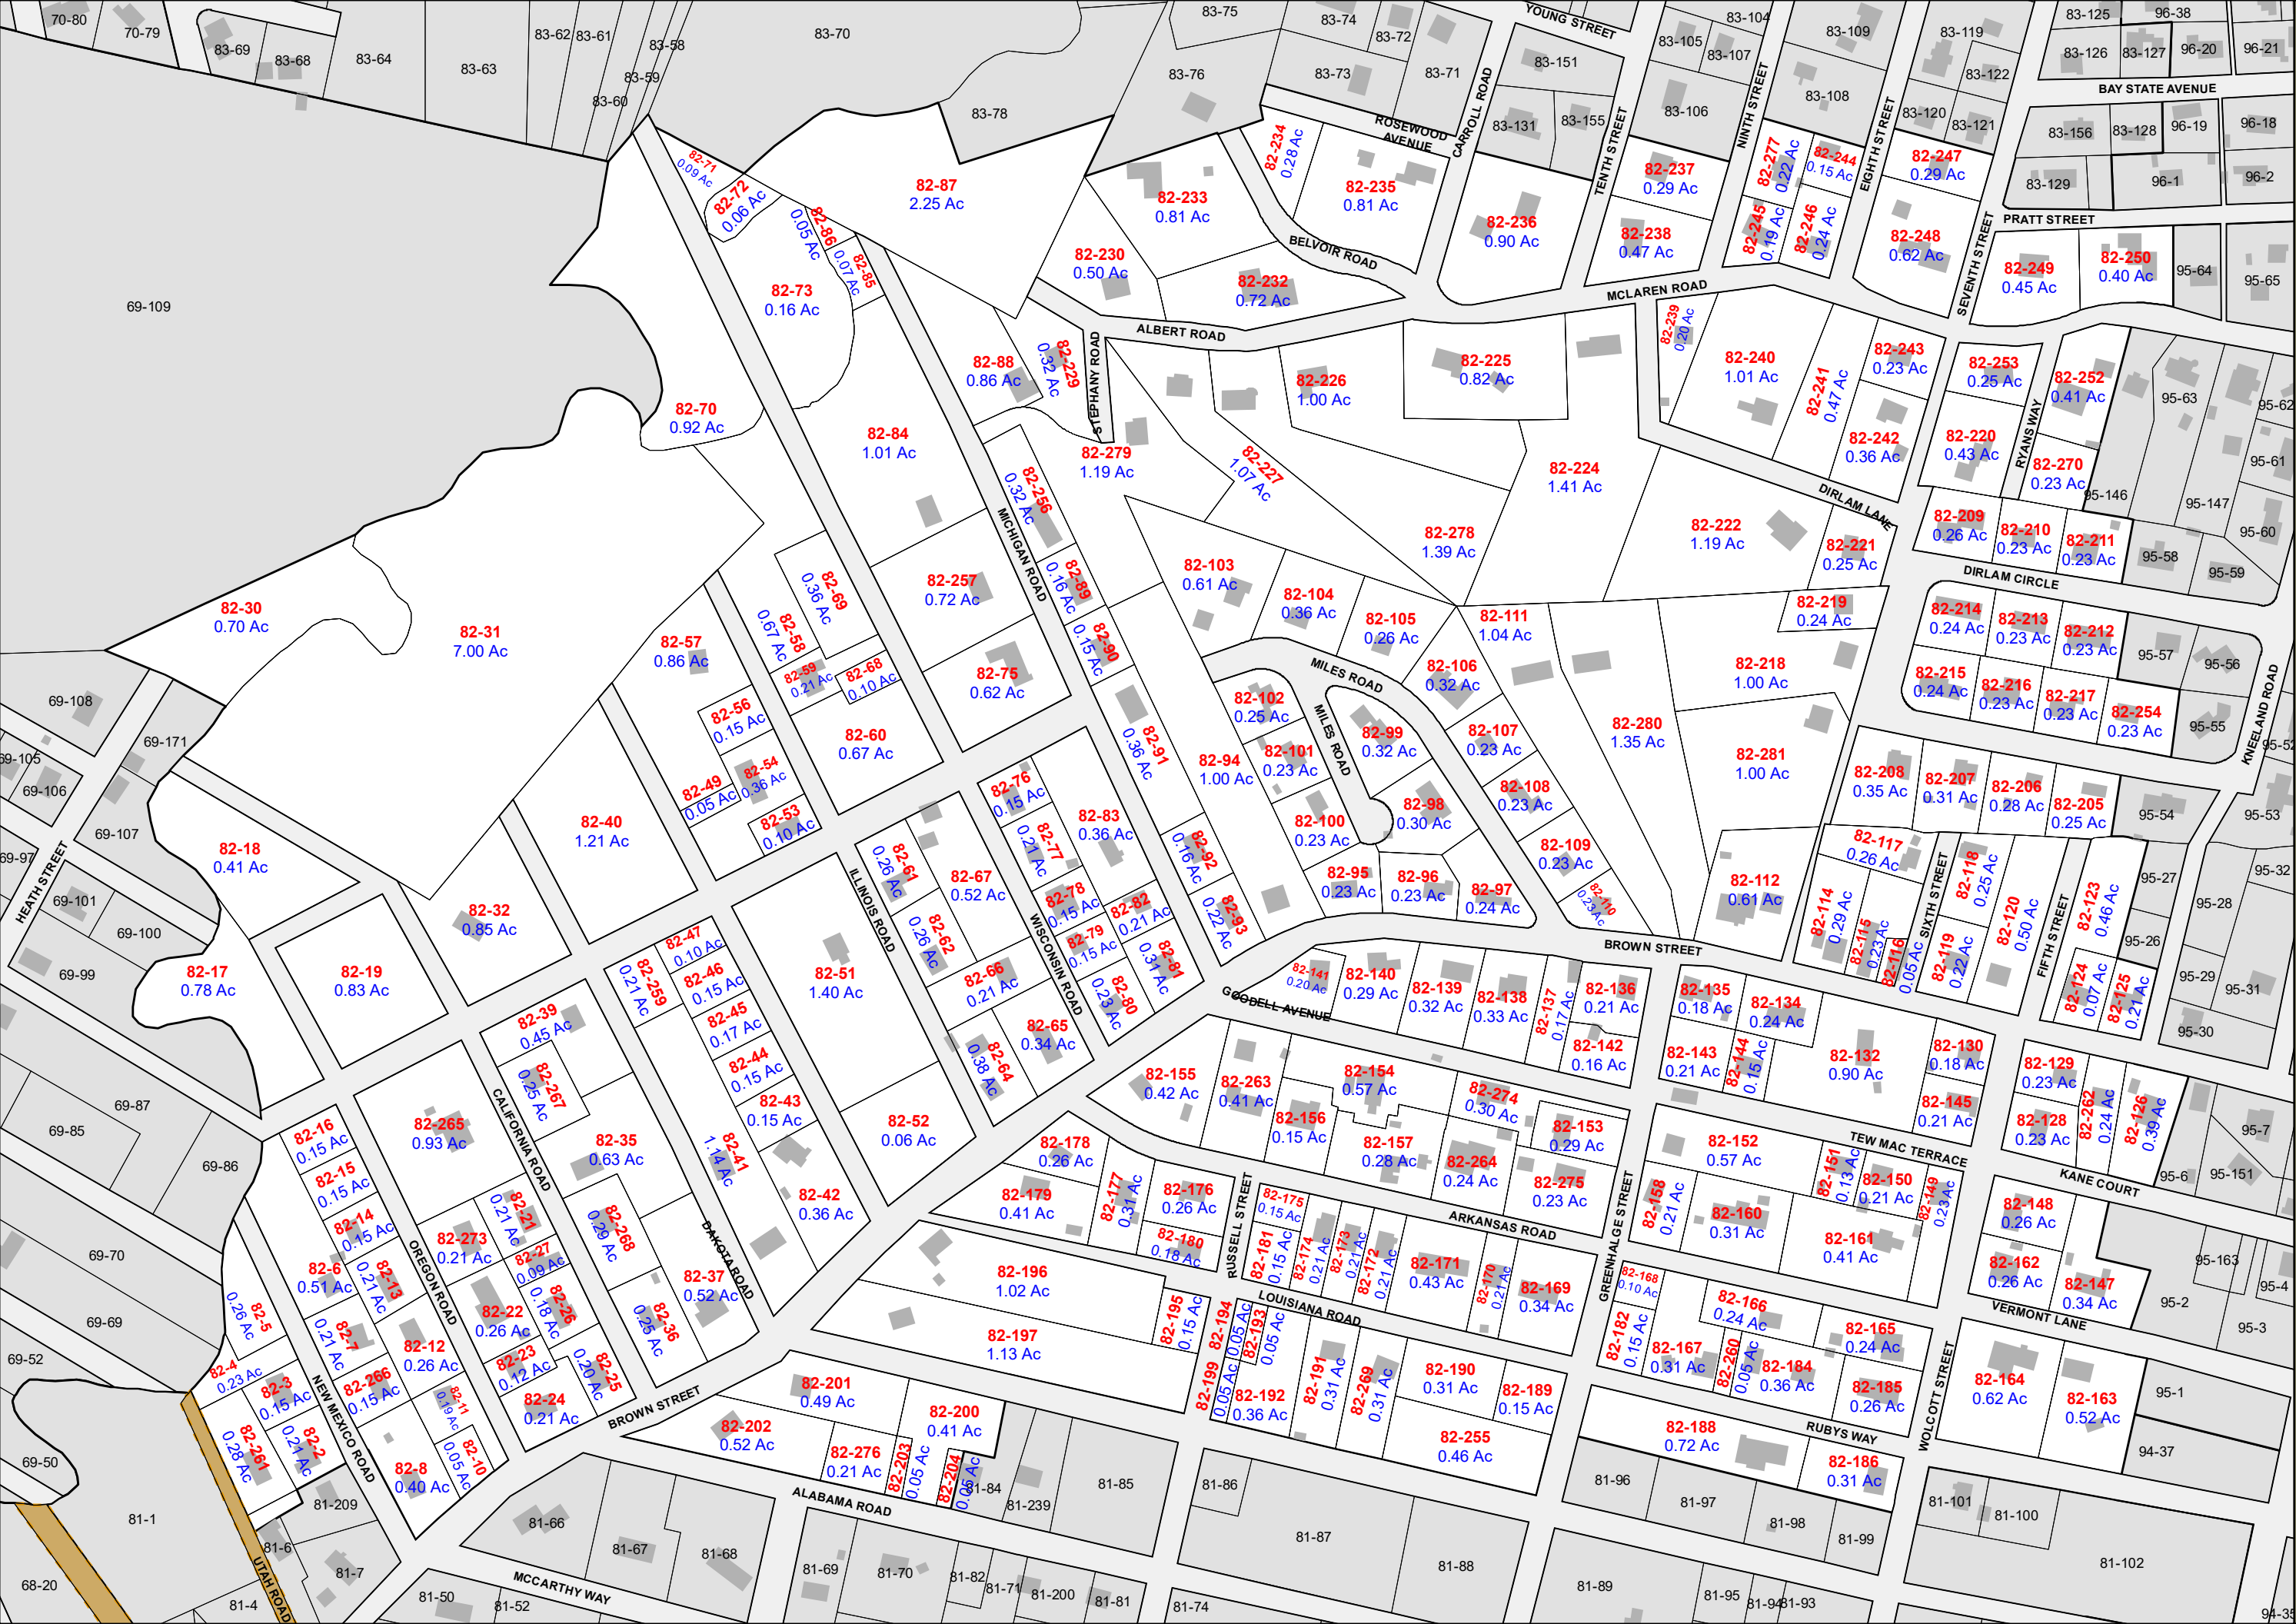 70-80
70-79
83-69
83-68
83-64
83-63
83-62
83-61
83-58
83-59
83-60
83-70
83-75
83-76
83-78
83-74
83-72
83-73
83-71
YOUNG STREET
83-151
83-131
83-155
83-105
83-104
83-107
83-106
83-109
83-108
83-119
83-122
83-120
83-121
83-125
96-38
83-126
83-127
96-20
96-21
BAY STATE AVENUE
83-156
83-128
96-19
96-18
83-129
96-1
96-2
PRATT STREET
ROSEWOOD
AVENUE
CARROLL ROAD
TENTH STREET
NINTH STREET
EIGHTH STREET
SEVENTH STREET
69-109
82-71
0.09 Ac
82-72
0.06 Ac
82-86
0.05 Ac
82-85
0.07 Ac
82-73
0.16 Ac
82-87
2.25 Ac
82-233
0.81 Ac
82-234
0.28 Ac
82-235
0.81 Ac
82-236
0.90 Ac
82-237
0.29 Ac
82-238
0.47 Ac
82-277
0.22 Ac
82-244
0.15 Ac
82-245
0.19 Ac
82-246
0.24 Ac
82-247
0.29 Ac
82-248
0.62 Ac
82-249
0.45 Ac
82-250
0.40 Ac
95-64
95-65
82-230
0.50 Ac
82-232
0.72 Ac
BELVOIR ROAD
MCLAREN ROAD
ALBERT ROAD
STEPHANY ROAD
82-88
0.86 Ac
82-229
0.32 Ac
82-226
1.00 Ac
82-225
0.82 Ac
82-239
0.20 Ac
82-240
1.01 Ac
82-241
0.47 Ac
82-243
0.23 Ac
82-242
0.36 Ac
82-253
0.25 Ac
82-252
0.41 Ac
82-220
0.43 Ac
RYANS WAY
82-270
0.23 Ac
95-63
95-62
95-61
95-146
95-147
95-60
82-70
0.92 Ac
82-84
1.01 Ac
82-279
1.19 Ac
82-227
1.07 Ac
82-224
1.41 Ac
82-278
1.39 Ac
82-222
1.19 Ac
DIRLAM LANE
82-221
0.25 Ac
82-209
0.26 Ac
82-210
0.23 Ac
82-211
0.23 Ac
95-58
95-59
DIRLAM CIRCLE
82-256
0.32 Ac
MICHIGAN ROAD
82-89
0.16 Ac
82-90
0.15 Ac
82-257
0.72 Ac
82-75
0.62 Ac
82-103
0.61 Ac
82-104
0.36 Ac
82-105
0.26 Ac
82-111
1.04 Ac
82-106
0.32 Ac
82-219
0.24 Ac
82-218
1.00 Ac
82-214
0.24 Ac
82-213
0.23 Ac
82-212
0.23 Ac
82-215
0.24 Ac
82-216
0.23 Ac
82-217
0.23 Ac
82-254
0.23 Ac
95-57
95-56
95-55
KNEELAND ROAD
95-52
82-30
0.70 Ac
82-31
7.00 Ac
82-57
0.86 Ac
82-69
0.36 Ac
82-58
0.67 Ac
82-59
0.21 Ac
82-68
0.10 Ac
82-60
0.67 Ac
82-56
0.15 Ac
82-49
0.05 Ac
82-54
0.36 Ac
82-53
0.10 Ac
82-40
1.21 Ac
69-108
69-171
69-105
69-106
69-107
69-97
HEATH STREET
69-101
69-100
69-99
82-18
0.41 Ac
82-17
0.78 Ac
82-19
0.83 Ac
82-32
0.85 Ac
MILES ROAD
MILES ROAD
82-102
0.25 Ac
82-101
0.23 Ac
82-100
0.23 Ac
82-99
0.32 Ac
82-98
0.30 Ac
82-107
0.23 Ac
82-108
0.23 Ac
82-109
0.23 Ac
82-110
0.23 Ac
82-95
0.23 Ac
82-96
0.23 Ac
82-97
0.24 Ac
82-94
1.00 Ac
82-91
0.36 Ac
82-92
0.16 Ac
82-93
0.22 Ac
82-280
1.35 Ac
82-281
1.00 Ac
82-112
0.61 Ac
82-208
0.35 Ac
82-207
0.31 Ac
82-206
0.28 Ac
82-205
0.25 Ac
95-54
95-53
82-117
0.26 Ac
82-114
0.29 Ac
82-115
0.23 Ac
82-116
0.05 Ac
SIXTH STREET
82-118
0.25 Ac
82-119
0.22 Ac
82-120
0.50 Ac
FIFTH STREET
82-123
0.46 Ac
82-124
0.07 Ac
82-125
0.21 Ac
95-27
95-26
95-28
95-32
95-29
95-31
95-30
82-76
0.15 Ac
82-77
0.21 Ac
82-83
0.36 Ac
82-78
0.15 Ac
82-82
0.21 Ac
82-79
0.15 Ac
82-81
0.31 Ac
82-80
0.23 Ac
WISCONSIN ROAD
ILLINOIS ROAD
82-61
0.26 Ac
82-67
0.52 Ac
82-62
0.26 Ac
82-66
0.21 Ac
82-65
0.34 Ac
82-64
0.38 Ac
82-51
1.40 Ac
82-52
0.06 Ac
82-47
0.10 Ac
82-259
0.21 Ac
82-46
0.15 Ac
82-45
0.17 Ac
82-44
0.15 Ac
82-43
0.15 Ac
82-41
1.14 Ac
82-42
0.36 Ac
82-39
0.45 Ac
82-267
0.25 Ac
82-35
0.63 Ac
82-268
0.29 Ac
82-37
0.52 Ac
82-36
0.25 Ac
DAKOTA ROAD
CALIFORNIA ROAD
82-265
0.93 Ac
82-21
0.21 Ac
82-273
0.21 Ac
82-27
0.09 Ac
82-26
0.18 Ac
82-22
0.26 Ac
82-23
0.12 Ac
82-25
0.20 Ac
82-24
0.21 Ac
OREGON ROAD
82-16
0.15 Ac
82-15
0.15 Ac
82-14
0.15 Ac
82-13
0.21 Ac
82-6
0.51 Ac
82-7
0.21 Ac
82-12
0.26 Ac
82-266
0.15 Ac
82-11
0.19 Ac
82-10
0.05 Ac
82-8
0.40 Ac
NEW MEXICO ROAD
82-5
0.26 Ac
82-4
0.23 Ac
82-3
0.15 Ac
82-2
0.21 Ac
82-261
0.28 Ac
69-87
69-85
69-86
69-70
69-69
69-52
69-50
81-1
68-20
UTAH ROAD
81-209
81-6
81-7
81-4
BROWN STREET
BROWN STREET
GOODELL AVENUE
82-141
0.20 Ac
82-140
0.29 Ac
82-139
0.32 Ac
82-138
0.33 Ac
82-137
0.17 Ac
82-136
0.21 Ac
82-142
0.16 Ac
82-135
0.18 Ac
82-134
0.24 Ac
82-143
0.21 Ac
82-144
0.15 Ac
82-132
0.90 Ac
82-130
0.18 Ac
82-145
0.21 Ac
82-129
0.23 Ac
82-128
0.23 Ac
82-262
0.24 Ac
82-126
0.39 Ac
95-7
95-6
95-151
TEW MAC TERRACE
KANE COURT
82-155
0.42 Ac
82-263
0.41 Ac
82-154
0.57 Ac
82-156
0.15 Ac
82-157
0.28 Ac
82-274
0.30 Ac
82-264
0.24 Ac
82-153
0.29 Ac
82-275
0.23 Ac
ARKANSAS ROAD
GREENHALGE STREET
82-152
0.57 Ac
82-158
0.21 Ac
82-151
0.13 Ac
82-150
0.21 Ac
82-149
0.23 Ac
82-160
0.31 Ac
82-161
0.41 Ac
82-148
0.26 Ac
82-162
0.26 Ac
82-147
0.34 Ac
95-163
95-4
95-2
95-3
VERMONT LANE
82-178
0.26 Ac
82-179
0.41 Ac
82-177
0.31 Ac
82-176
0.26 Ac
82-180
0.18 Ac
RUSSELL STREET
82-175
0.15 Ac
82-181
0.15 Ac
82-174
0.21 Ac
82-173
0.21 Ac
82-172
0.21 Ac
82-171
0.43 Ac
82-170
0.21 Ac
82-169
0.34 Ac
LOUISIANA ROAD
82-196
1.02 Ac
82-197
1.13 Ac
82-195
0.15 Ac
82-194
0.05 Ac
82-193
0.05 Ac
82-199
0.05 Ac
82-192
0.36 Ac
82-191
0.31 Ac
82-269
0.31 Ac
82-190
0.31 Ac
82-189
0.15 Ac
82-255
0.46 Ac
82-168
0.10 Ac
82-182
0.15 Ac
82-166
0.24 Ac
82-167
0.31 Ac
82-260
0.05 Ac
82-184
0.36 Ac
82-165
0.24 Ac
82-185
0.26 Ac
WOLCOTT STREET
82-164
0.62 Ac
82-163
0.52 Ac
95-1
94-37
RUBYS WAY
82-188
0.72 Ac
82-186
0.31 Ac
82-201
0.49 Ac
82-202
0.52 Ac
82-200
0.41 Ac
82-276
0.21 Ac
82-203
0.05 Ac
82-204
0.05 Ac
81-84
81-239
81-85
ALABAMA ROAD
81-66
81-67
81-68
MCCARTHY WAY
81-50
81-52
81-69
81-70
81-82
81-71
81-200
81-81
81-74
81-86
81-87
81-88
81-96
81-97
81-98
81-99
81-89
81-95
81-94
81-93
81-101
81-100
81-102
94-35